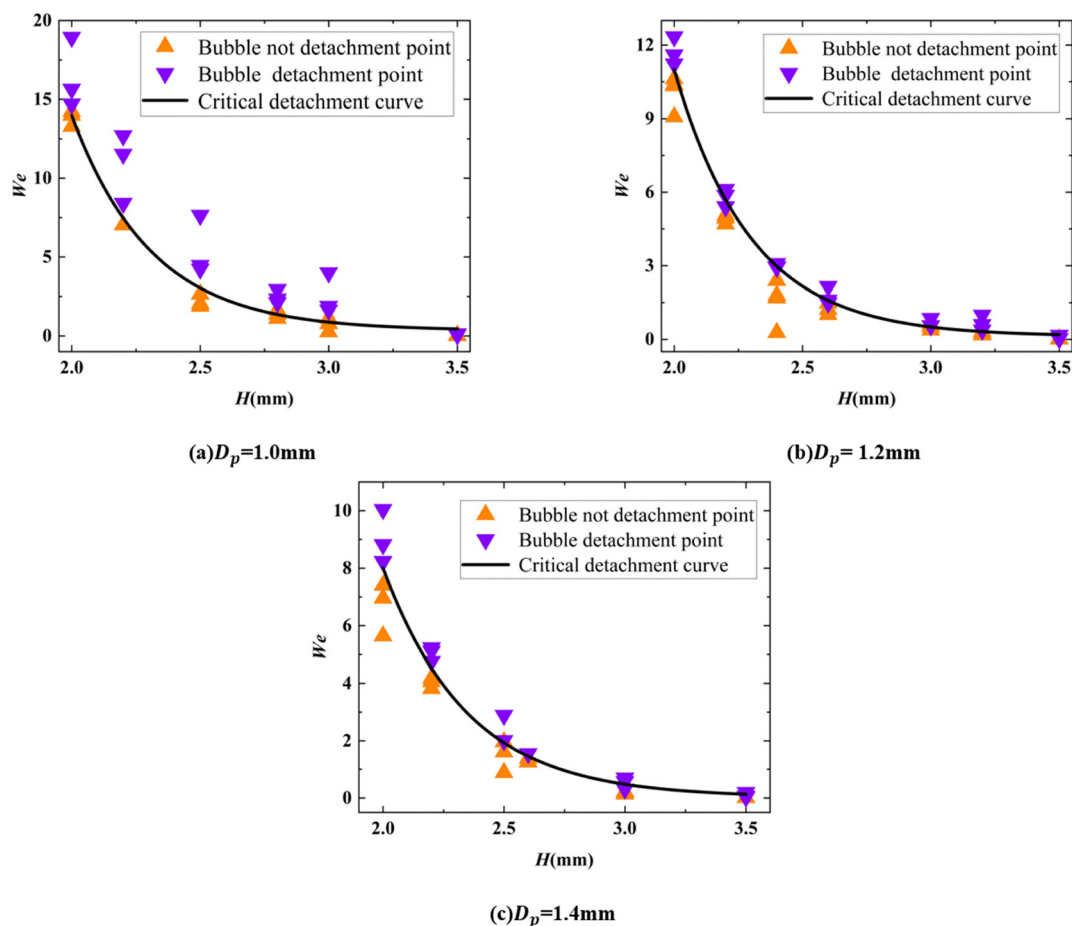 20
15
10
5
0
We
Bubble not detachment point
Bubble detachment point
Critical detachment curve
2.0 2.5 3.0 3.5
H(mm)
(a)D_p=1.0mm
12
9
6
3
0
We
Bubble not detachment point
Bubble detachment point
Critical detachment curve
2.0 2.5 3.0 3.5
H(mm)
(b)D_p= 1.2mm
10
8
6
4
2
0
We
Bubble not detachment point
Bubble detachment point
Critical detachment curve
2.0 2.5 3.0 3.5
H(mm)
(c)D_p=1.4mm